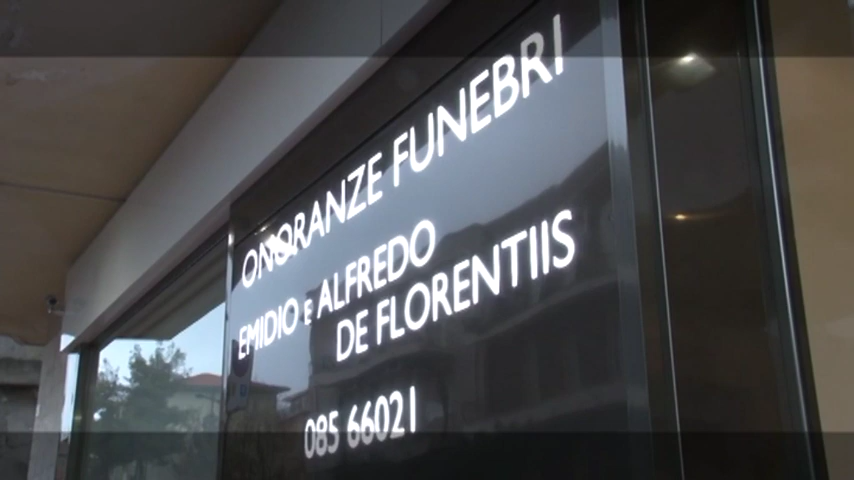 ONORANZE FUNEBRI
EMIDIO E ALFREDO
DE FLORENTIIS
085 66021